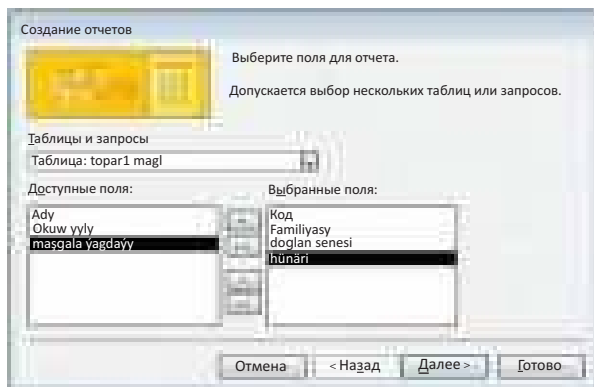 Создание отчетов
Выберите поля для отчета.
Допускается выбор нескольких таблиц или запросов.
Таблицы и запросы
Таблица: topar1 magl
Доступные поля:
Выбранные поля:
Ady
Okuw yyly
maşgala ýagdaýy
Код
Familiyasy
doglan senesi
hünäri
Отмена
< Назад
Далее >
Готово